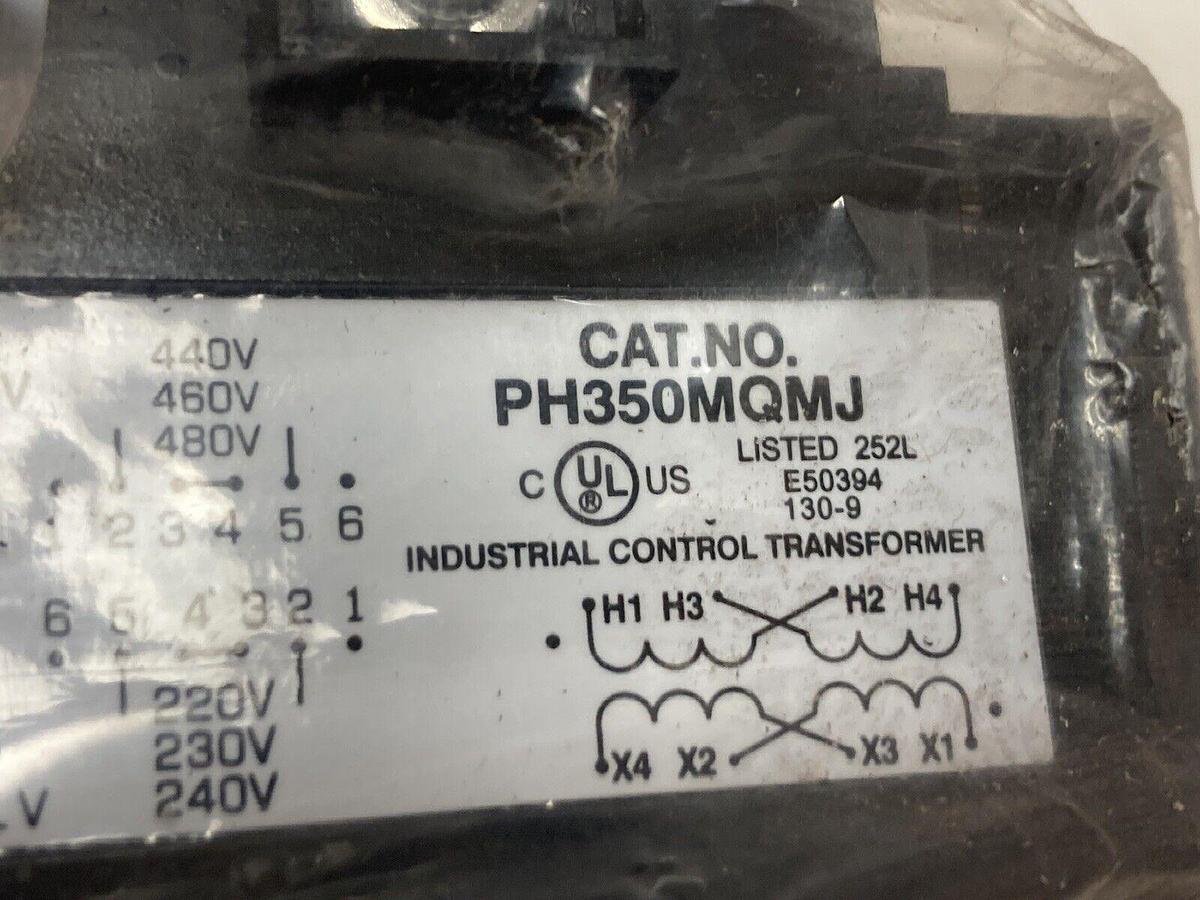 440V
V 460V
480V
2 3 4 5 6
6 5 4 3 2 1
220V
230V
V 240V
CAT.NO.
PH350MQMJ
C UL ® US
LISTED 252L
E50394
130-9
INDUSTRIAL CONTROL TRANSFORMER
H1 H3 H2 H4
X4 X2 X3 X1